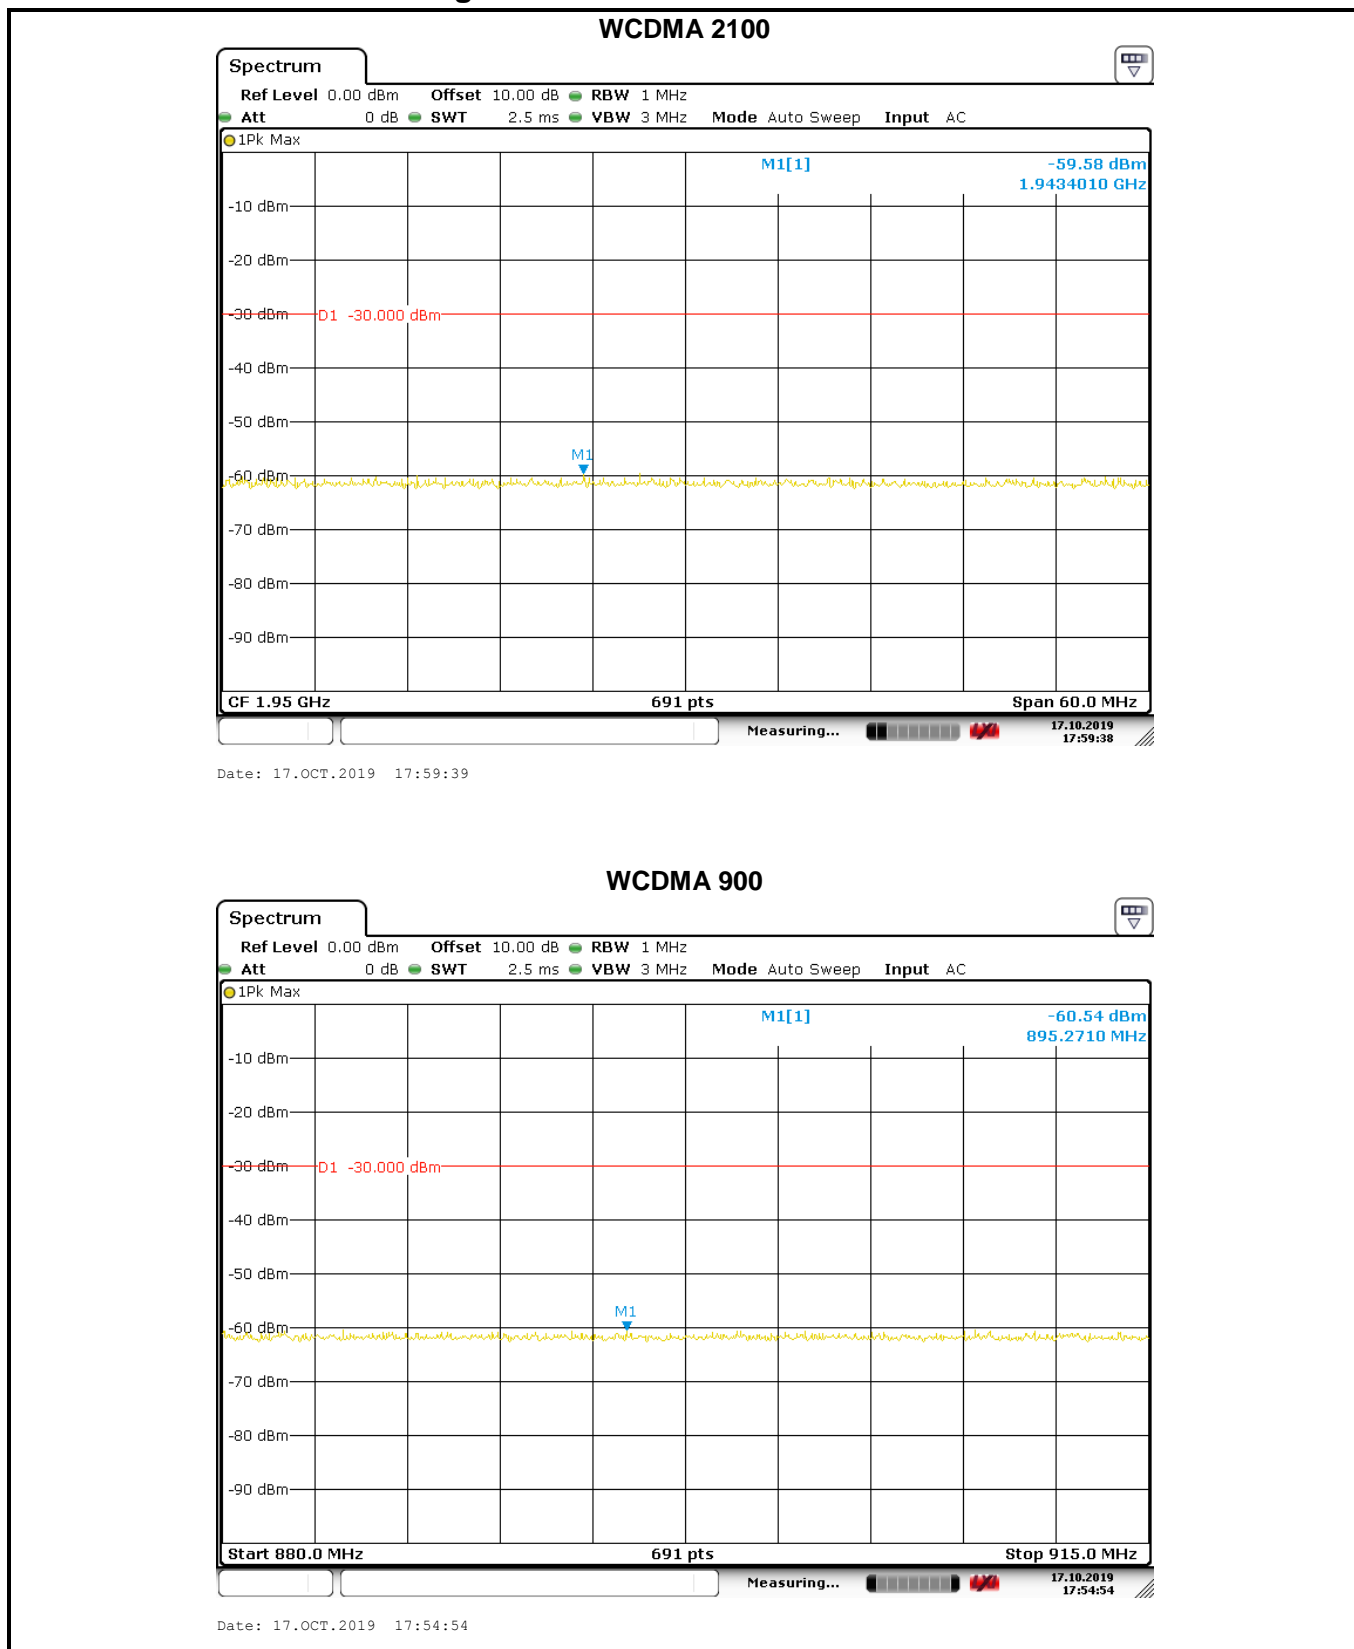 WCDMA 2100
Spectrum
Ref Level 0.00 dBm Offset 10.00 dB RBW 1 MHz
Att 0 dB SWT 2.5 ms VBW 3 MHz Mode Auto Sweep Input AC
1Pk Max
M1[1] -59.58 dBm
1.9434010 GHz
-10 dBm
-20 dBm
-30 dBm D1 -30.000 dBm
-40 dBm
-50 dBm
M1
-60 dBm
-70 dBm
-80 dBm
-90 dBm
CF 1.95 GHz 691 pts Span 60.0 MHz
Measuring... 17.10.2019
17:59:38
Date: 17.OCT.2019 17:59:39
WCDMA 900
Spectrum
Ref Level 0.00 dBm Offset 10.00 dB RBW 1 MHz
Att 0 dB SWT 2.5 ms VBW 3 MHz Mode Auto Sweep Input AC
1Pk Max
M1[1] -60.54 dBm
895.2710 MHz
-10 dBm
-20 dBm
-30 dBm D1 -30.000 dBm
-40 dBm
-50 dBm
M1
-60 dBm
-70 dBm
-80 dBm
-90 dBm
Start 880.0 MHz 691 pts Stop 915.0 MHz
Measuring... 17.10.2019
17:54:54
Date: 17.OCT.2019 17:54:54